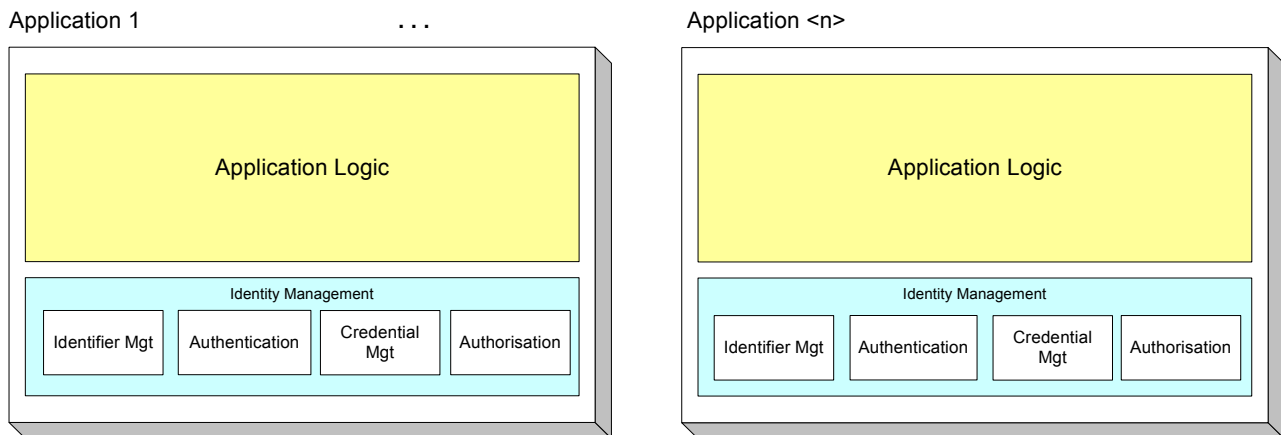 Application 1
. . .
Application <n>
Application Logic
Application Logic
Identity Management
Identifier Mgt
Authentication
Credential
Mgt
Authorisation
Identity Management
Identifier Mgt
Authentication
Credential
Mgt
Authorisation